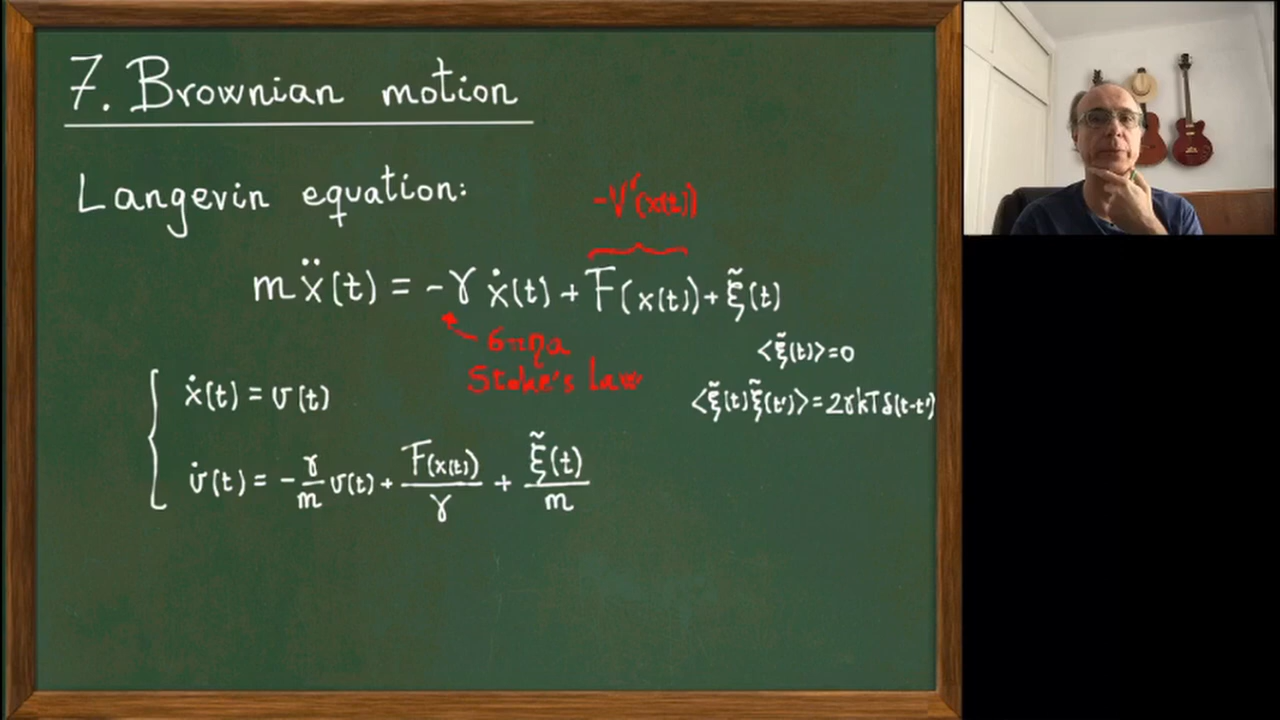 7. Brownian motion
Langevin equation:
-V'(x(t))
mẍ(t) = -γẋ(t) + F(x(t)) + ξ̃(t)
6πηa
Stoke's law
<ξ̃(t)>=0
<ξ̃(t)ξ̃(t')>=2γkTδ(t-t')
ẋ(t) = v(t)
v̇(t) = -γ/m v(t) + F(x(t))/γ + ξ̃(t)/m